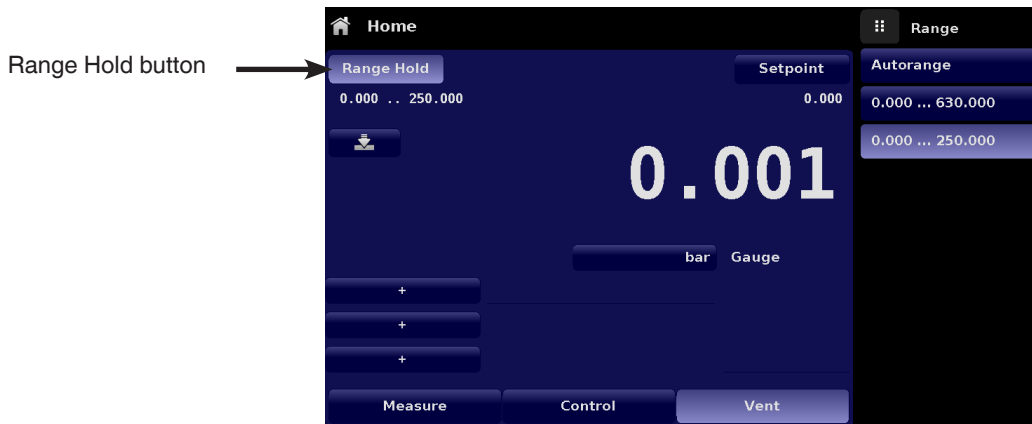 Range Hold button
Home
Range Hold
Setpoint
0.000 .. 250.000
0.000
0.001
bar
Gauge
+
+
+
Measure
Control
Vent
Range
Autorange
0.000 ... 630.000
0.000 ... 250.000